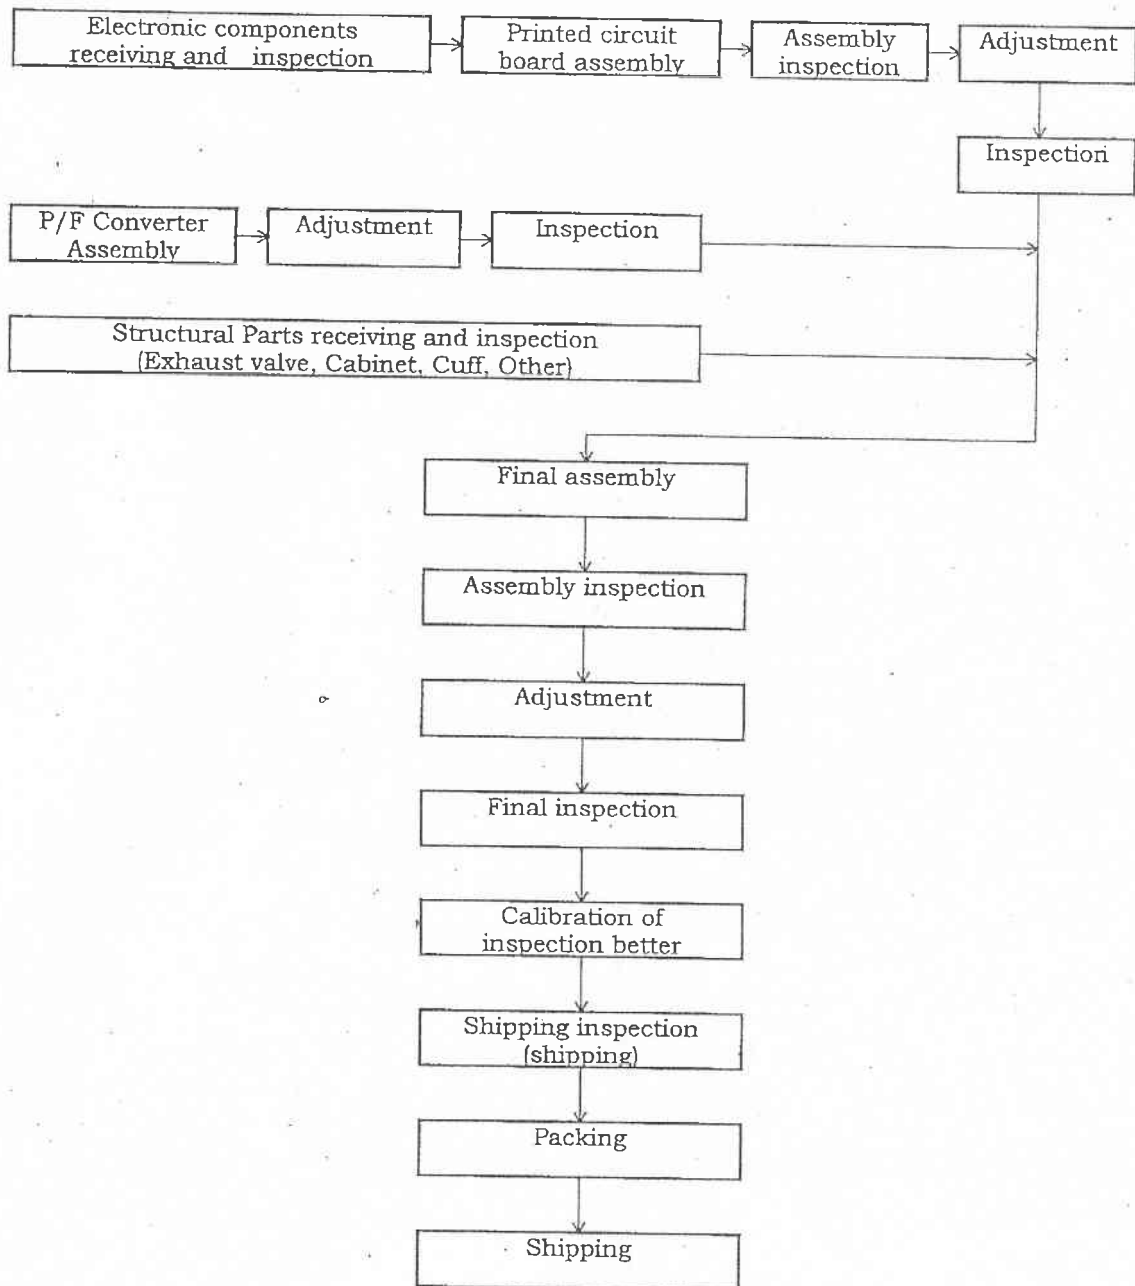 Electronic components
receiving and inspection
Printed circuit
board assembly
Assembly
inspection
Adjustment
Inspection
P/F Converter
Assembly
Adjustment
Inspection
Structural Parts receiving and inspection
(Exhaust valve, Cabinet, Cuff, Other)
Final assembly
Assembly inspection
Adjustment
Final inspection
Calibration of
inspection better
Shipping inspection
(shipping)
Packing
Shipping